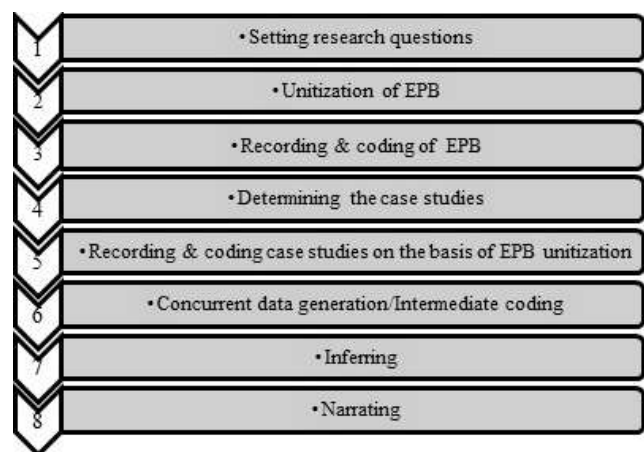 1 •Setting research questions
2 •Unitization of EPB
3 •Recording & coding of EPB
4 •Determining the case studies
5 •Recording & coding case studies on the basis of EPB unitization
6 •Concurrent data generation/Intermediate coding
7 •Inferring
8 •Narrating